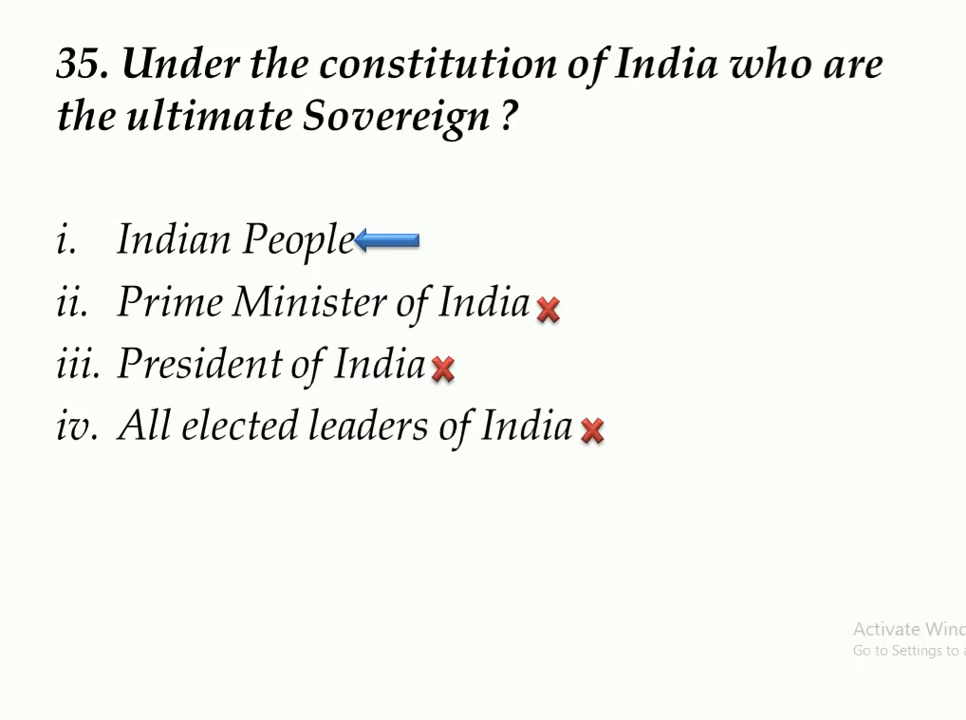 35. Under the constitution of India who are
the ultimate Sovereign ?
i. Indian People
ii. Prime Minister of India
iii. President of India
iv. All elected leaders of India
Activate
Go to Settings to